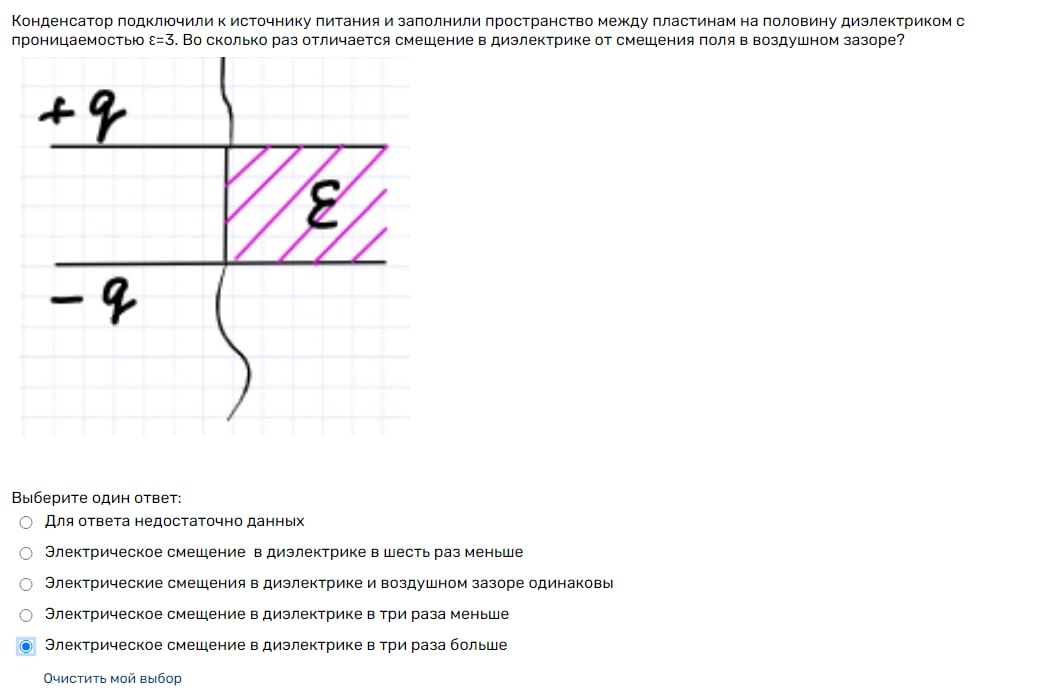 Конденсатор подключили к источнику питания и заполнили пространство между пластинам на половину диэлектриком с
проницаемостью ε=3. Во сколько раз отличается смещение в диэлектрике от смещения поля в воздушном зазоре?
+ q
ε
- q
Выберите один ответ:
Для ответа недостаточно данных
Электрическое смещение в диэлектрике в шесть раз меньше
Электрические смещения в диэлектрике и воздушном зазоре одинаковы
Электрическое смещение в диэлектрике в три раза меньше
Электрическое смещение в диэлектрике в три раза больше
Очистить мой выбор